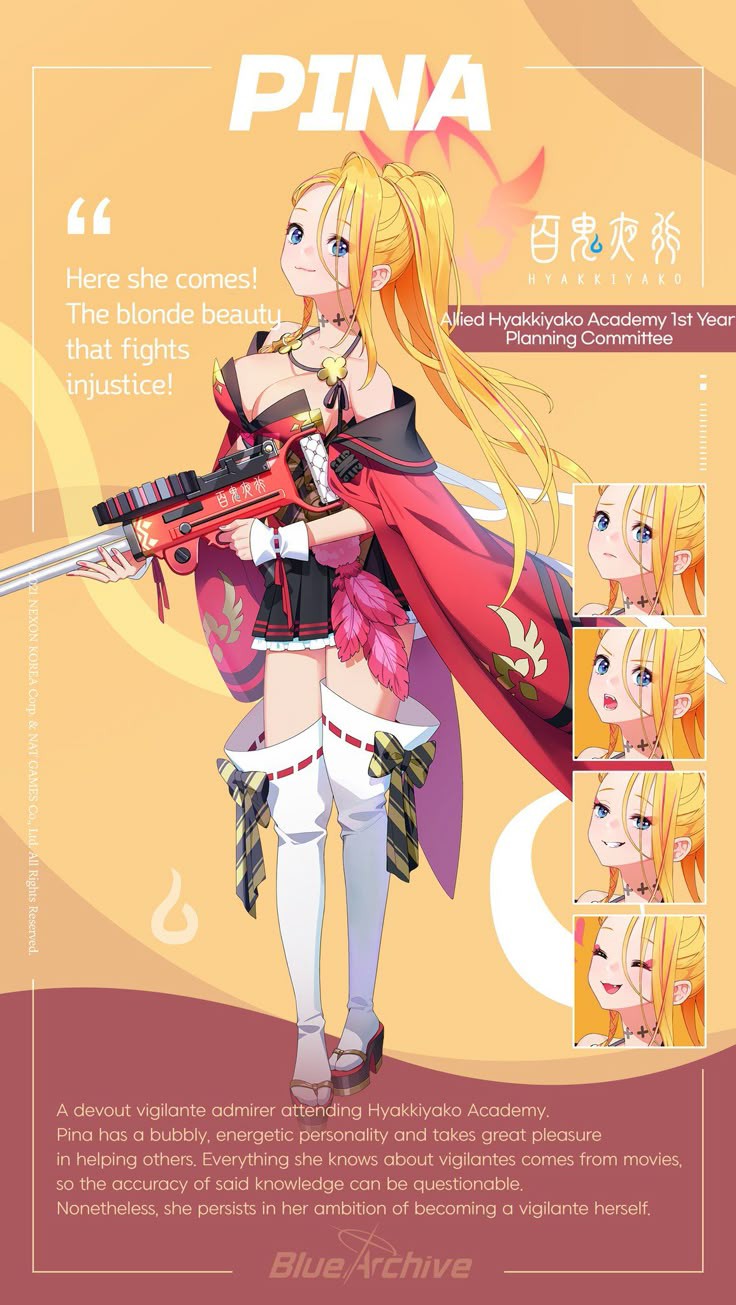 PINA
“
Here she comes!
The blonde beauty
that fights
injustice!
百鬼夜行
HYAKKIYAKO
Allied Hyakkiyako Academy 1st Year
Planning Committee
百鬼夜行
NEXON KOREA Corp. & NAT GAMES Co., Ltd. All Rights Reserved.
A devout vigilante admirer attending Hyakkiyako Academy.
Pina has a bubbly, energetic personality and takes great pleasure
in helping others. Everything she knows about vigilantes comes from movies,
so the accuracy of said knowledge can be questionable.
Nonetheless, she persists in her ambition of becoming a vigilante herself.
Blue Archive